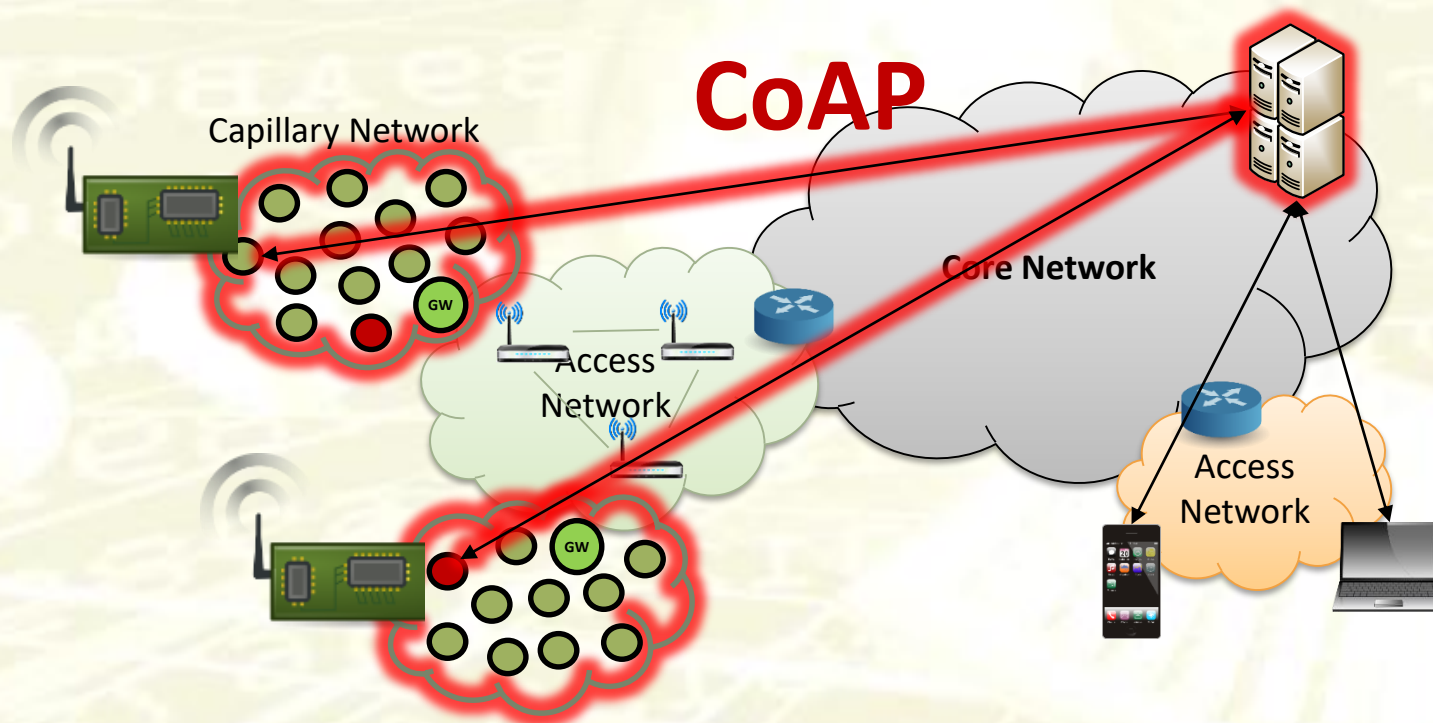 CoAP
Capillary Network
Core Network
GW
Access
Network
GW
Access
Network